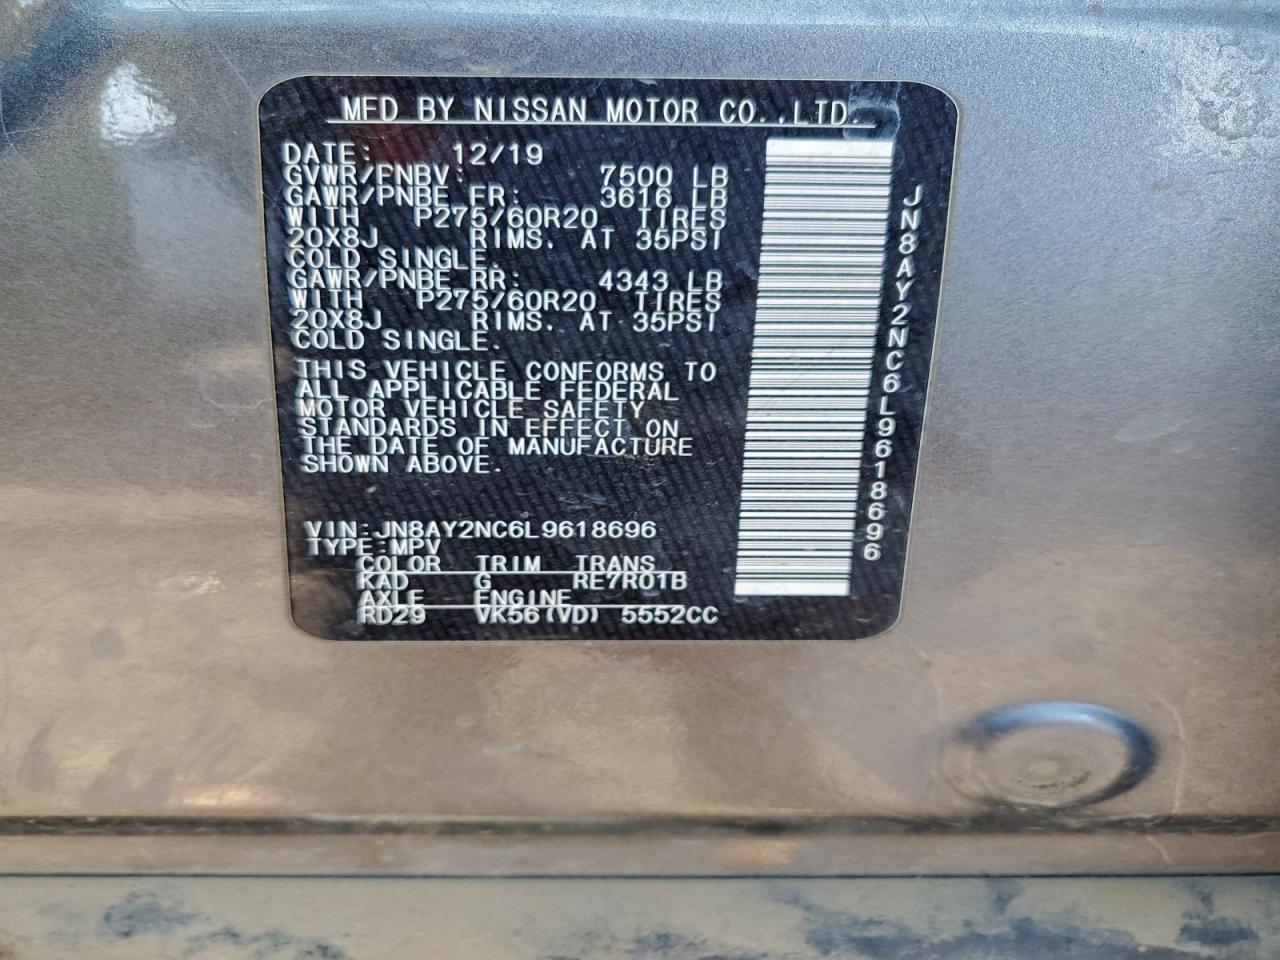 MFD BY NISSAN MOTOR CO.,LTD.
DATE: 12/19
GVWR/PNBV: 7500 LB
GAWR/PNBE FR: 3616 LB
WITH P275/60R20 TIRES
20X8J RIMS. AT 35PSI
COLD SINGLE.
GAWR/PNBE RR: 4343 LB
WITH P275/60R20 TIRES
20X8J RIMS. AT 35PSI
COLD SINGLE.
THIS VEHICLE CONFORMS TO
ALL APPLICABLE FEDERAL
MOTOR VEHICLE SAFETY
STANDARDS IN EFFECT ON
THE DATE OF MANUFACTURE
SHOWN ABOVE.
VIN:JN8AY2NC6L9618696
TYPE:MPV
COLOR TRIM TRANS
KAD G RE7R01B
AXLE ENGINE
RD29 VK56(VD) 5552CC
JN8AY2NC6L9618696